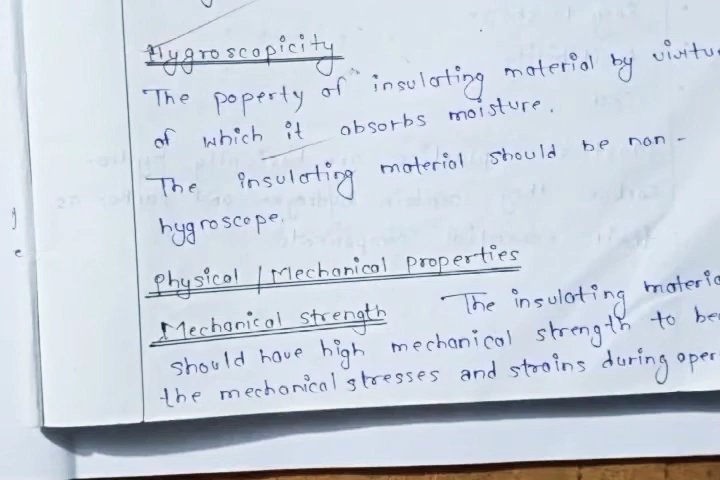 Hygroscopicity
The poperty of insulating material by vivitu
of which it absorbs moisture.
The insulating material should be non -
hygroscope.
Physical / Mechanical properties
Mechanical strength The insulating materia
should have high mechanical strength to be
the mechanical stresses and strains during oper